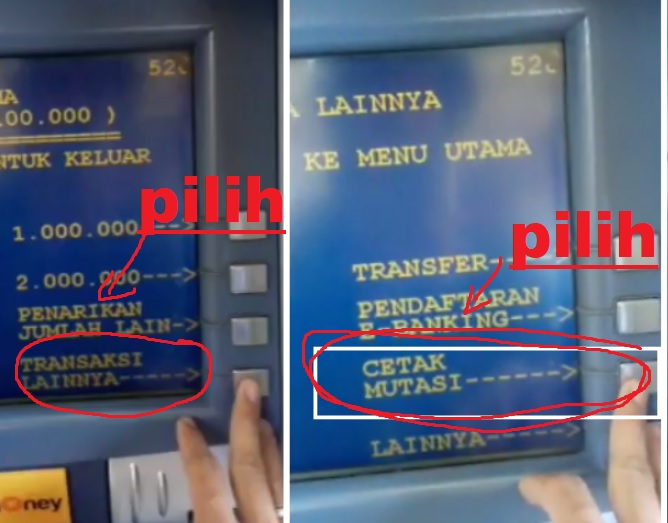 52
MA
00.000 )
NTUK KELUAR
pilih
1.000.000--->
2.000.000--->
PENARIKAN
JUMLAH LAIN->
TRANSAKSI
LAINNYA----->
oney
52
A LAINNYA
KE MENU UTAMA
pilih
TRANSFER--
PENDAFTARAN
E-BANKING--->
CETAK
MUTASI------>
LAINNYA----->